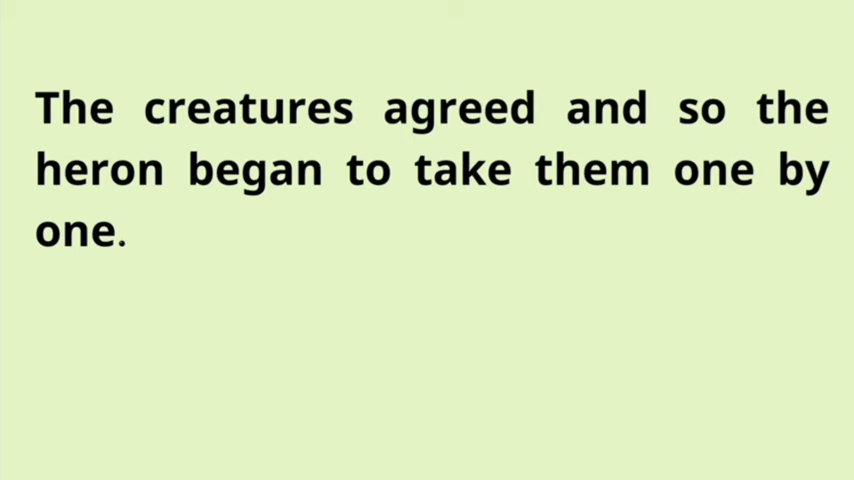 The creatures agreed and so the
heron began to take them one by
one.